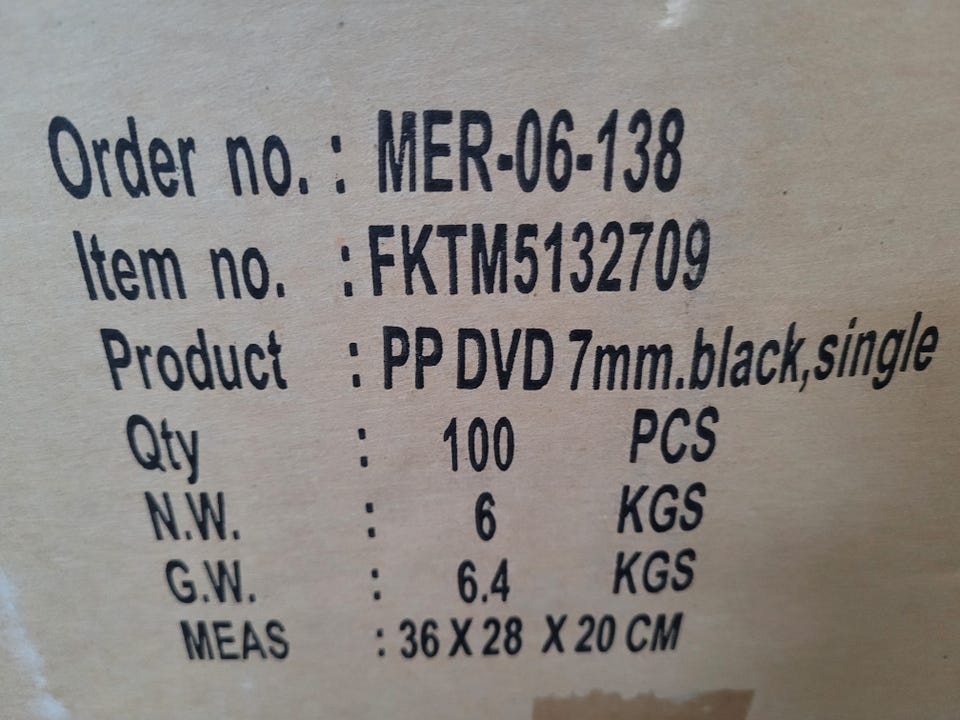 Order no. : MER-06-138
Item no. : FKTM5132709
Product : PP DVD 7mm.black,single
Qty : 100 PCS
N.W. : 6 KGS
G.W. : 6.4 KGS
MEAS : 36 X 28 X 20 CM